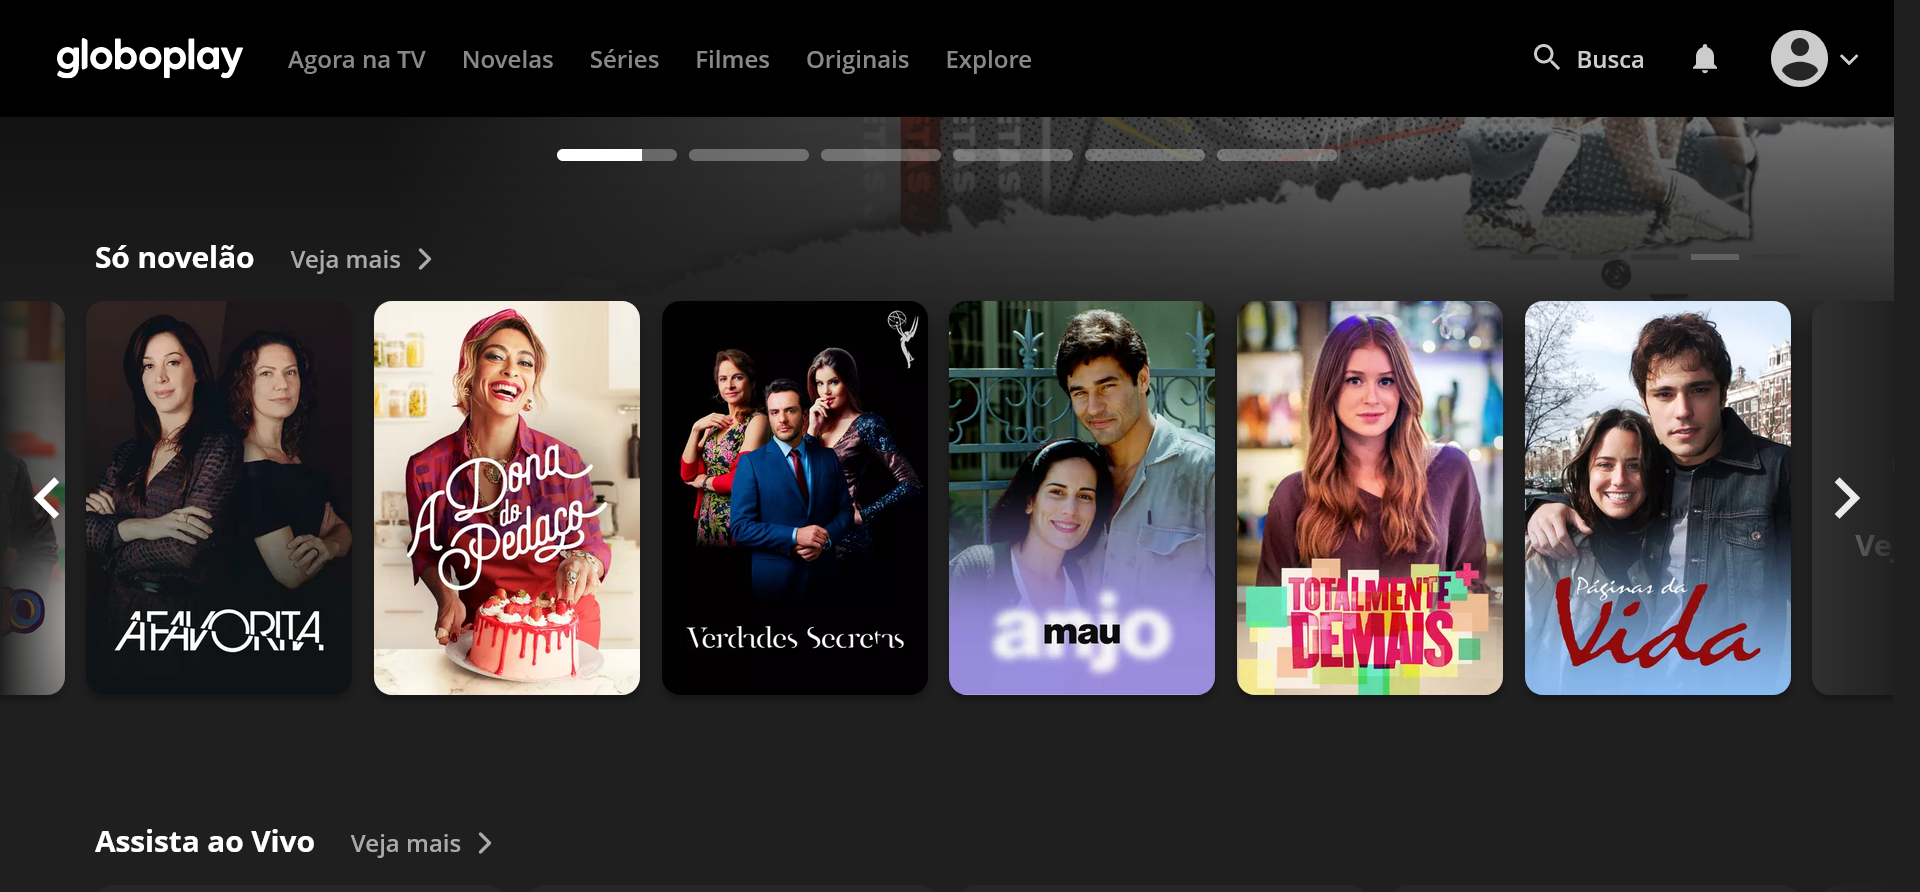 globoplay
Agora na TV
Novelas
Séries
Filmes
Originais
Explore
Busca
Só novelão
Veja mais
A FAVORITA
A Dona
do
Pedaço
Verdades Secretas
anjo
mau
TOTALMENTE
DEMAIS
Páginas da
Vida
Assista ao Vivo
Veja mais